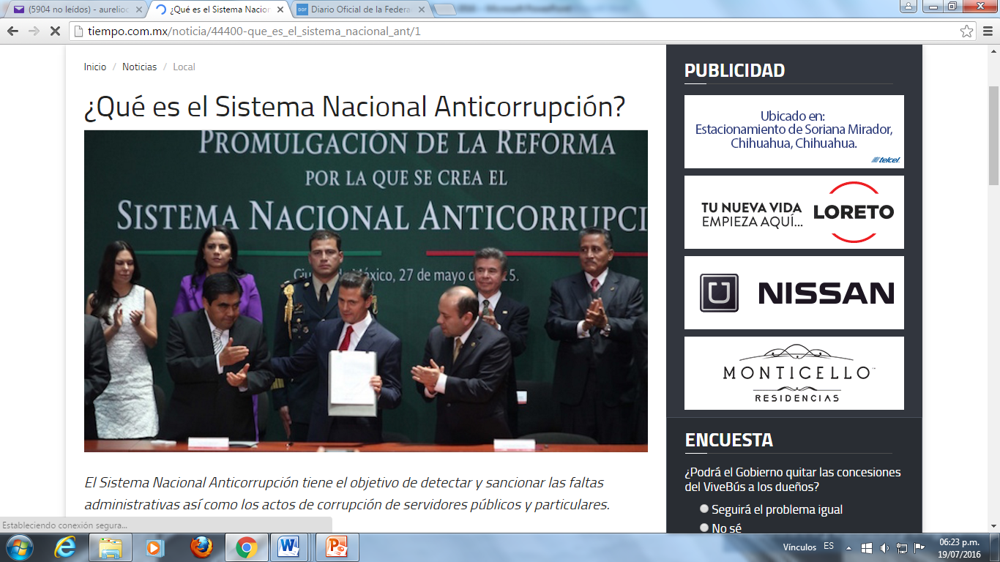 (5904 no leídos) - aurelioc
¿Qué es el Sistema Nacion
DOF Diario Oficial de la Federa
tiempo.com.mx/noticia/44400-que_es_el_sistema_nacional_ant/1
Inicio / Noticias / Local
¿Qué es el Sistema Nacional Anticorrupción?
PROMULGACIÓN DE LA REFORMA
POR LA QUE SE CREA EL
SISTEMA NACIONAL ANTICORRUPCI
México, 27 de mayo
El Sistema Nacional Anticorrupción tiene el objetivo de detectar y sancionar las faltas
administrativas así como los actos de corrupción de servidores públicos y particulares.
PUBLICIDAD
Ubicado en:
Estacionamiento de Soriana Mirador,
Chihuahua, Chihuahua.
telcel
TU NUEVA VIDA
EMPIEZA AQUÍ...
LORETO
U NISSAN
MONTICELLO
RESIDENCIAS
ENCUESTA
¿Podrá el Gobierno quitar las concesiones
del ViveBús a los dueños?
Seguirá el problema igual
No sé
Estableciendo conexión segura...
Vínculos ES
06:23 p.m.
19/07/2016